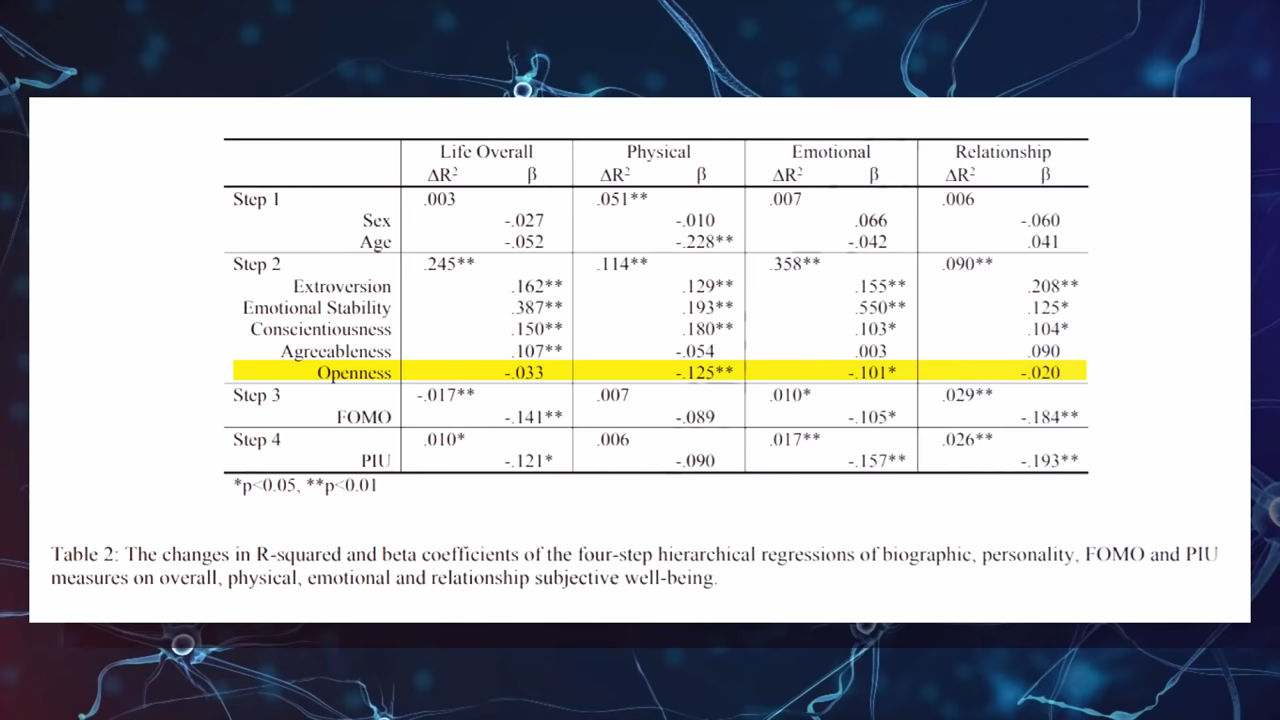 Life Overall Physical Emotional Relationship
ΔR² β ΔR² β ΔR² β ΔR² β
Step 1 .003 .051** .007 .006
Sex -.027 -.010 .066 -.060
Age -.052 -.228** -.042 .041
Step 2 .245** .114** .358** .090**
Extroversion .162** .129** .155** .208**
Emotional Stability .387** .193** .550** .125*
Conscientiousness .150** .180** .103* .104*
Agreeableness .107** -.054 .003 .090
Openness -.033 -.125** -.101* -.020
Step 3 -.017** .007 .010* .029**
FOMO -.141** -.089 -.105* -.184**
Step 4 .010* .006 .017** .026**
PIU -.121* -.090 -.157** -.193**
*p<0.05, **p<0.01
Table 2: The changes in R-squared and beta coefficients of the four-step hierarchical regressions of biographic, personality, FOMO and PIU
measures on overall, physical, emotional and relationship subjective well-being.